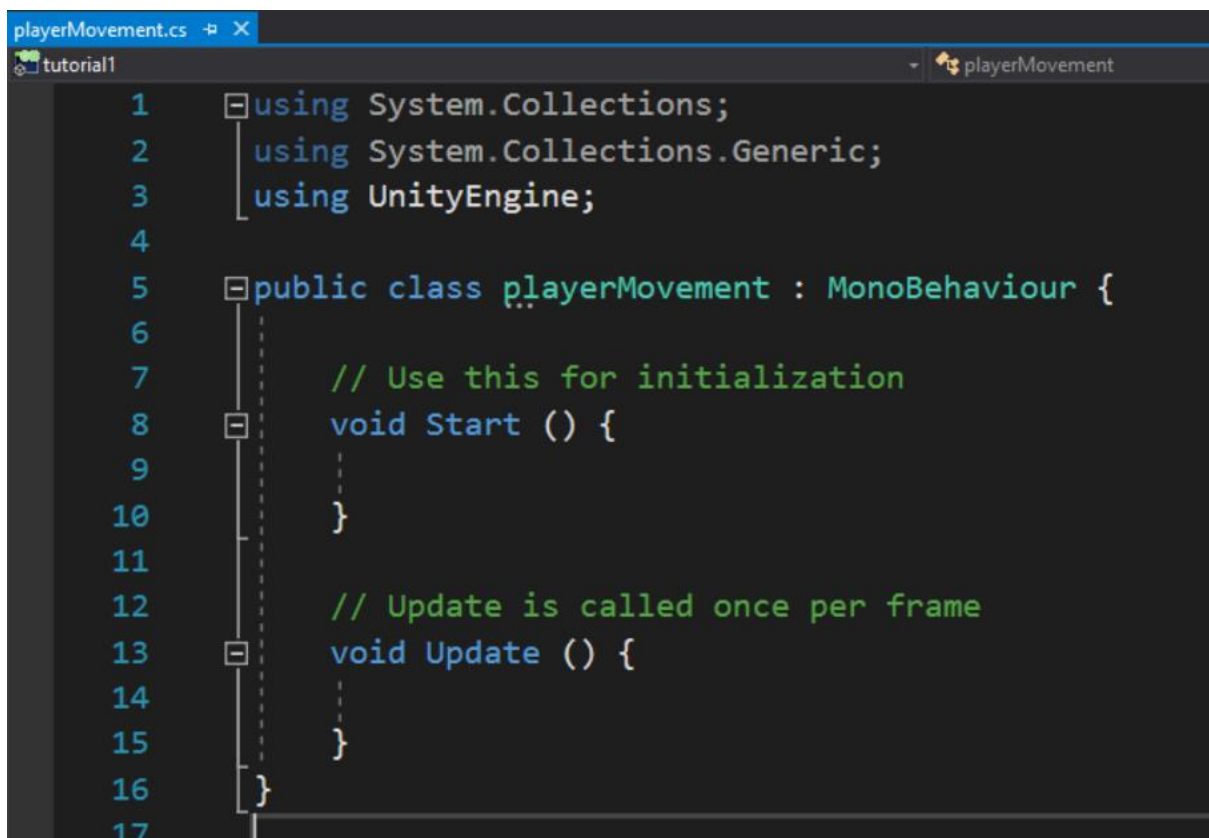 playerMovement.cs
tutorial1 playerMovement
1 using System.Collections;
2 using System.Collections.Generic;
3 using UnityEngine;
4
5 public class playerMovement : MonoBehaviour {
6
7 // Use this for initialization
8 void Start () {
9
10 }
11
12 // Update is called once per frame
13 void Update () {
14
15 }
16 }
17